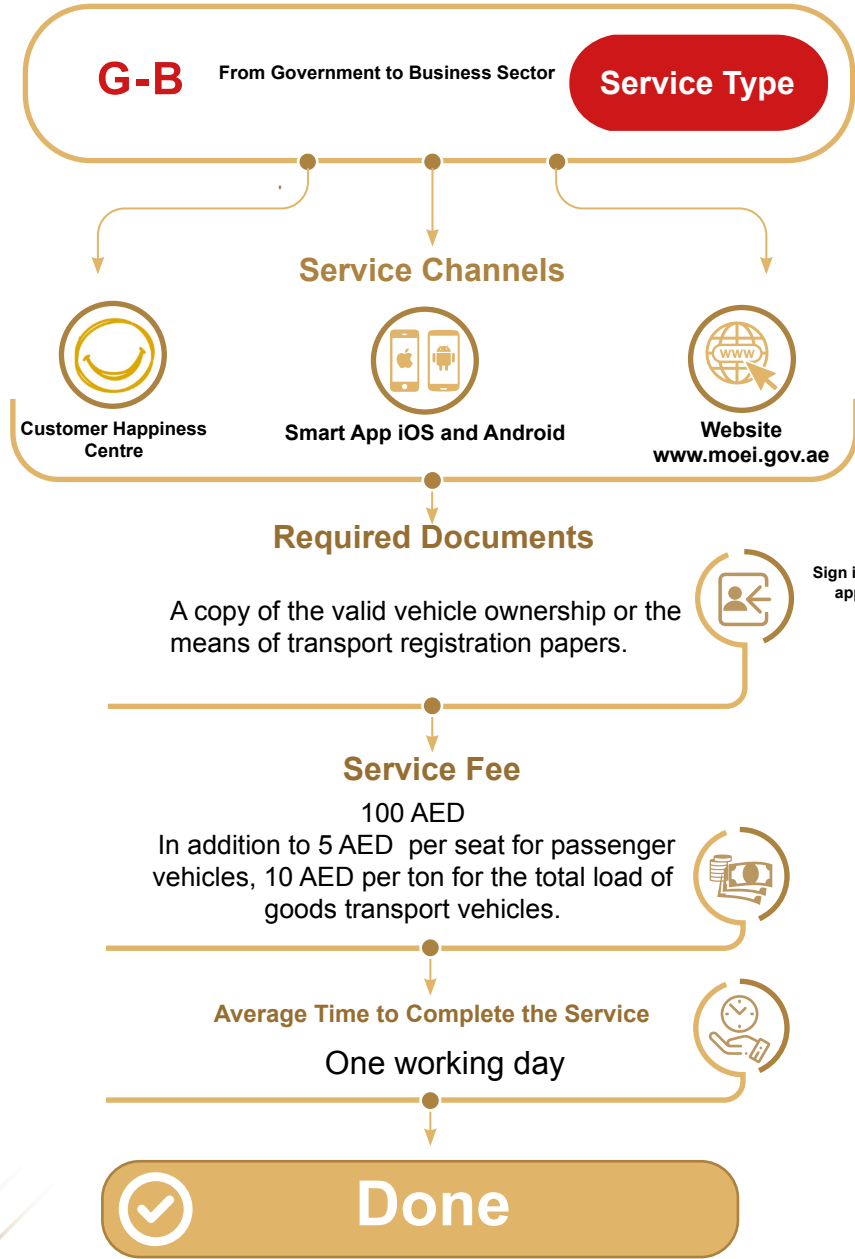 G-B
From Government to Business Sector
Service Type
Service Channels
www
Customer Happiness
Centre
Smart App iOS and Android
Website
www.moei.gov.ae
Required Documents
A copy of the valid vehicle ownership or the
means of transport registration papers.
Sign i
app
Service Fee
100 AED
In addition to 5 AED per seat for passenger
vehicles, 10 AED per ton for the total load of
goods transport vehicles.
Average Time to Complete the Service
One working day
Done